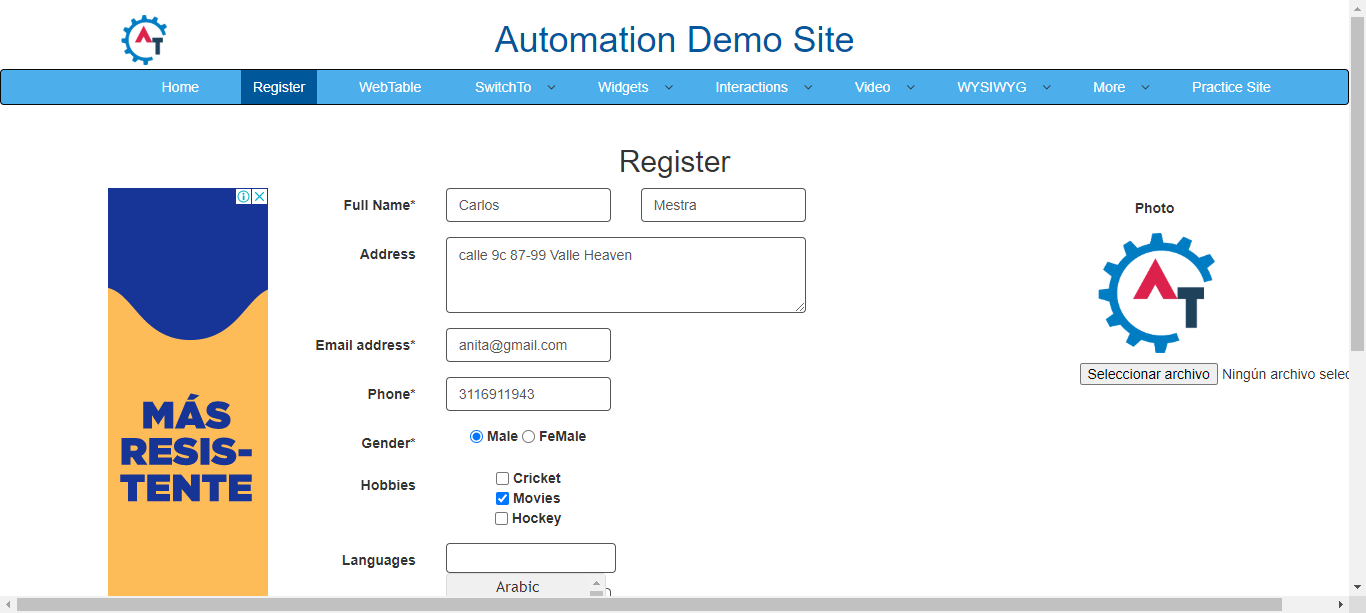 AT
Automation Demo Site
Home Register WebTable SwitchTo Widgets Interactions Video WYSIWYG More Practice Site
Register
Full Name* Carlos Mestra
Photo
Address calle 9c 87-99 Valle Heaven
AT
Email address* anita@gmail.com
Seleccionar archivo Ningún archivo
Phone* 3116911943
MÁS
RESIS-
TENTE
Gender* Male FeMale
Hobbies Cricket
Movies
Hockey
Languages
Arabic